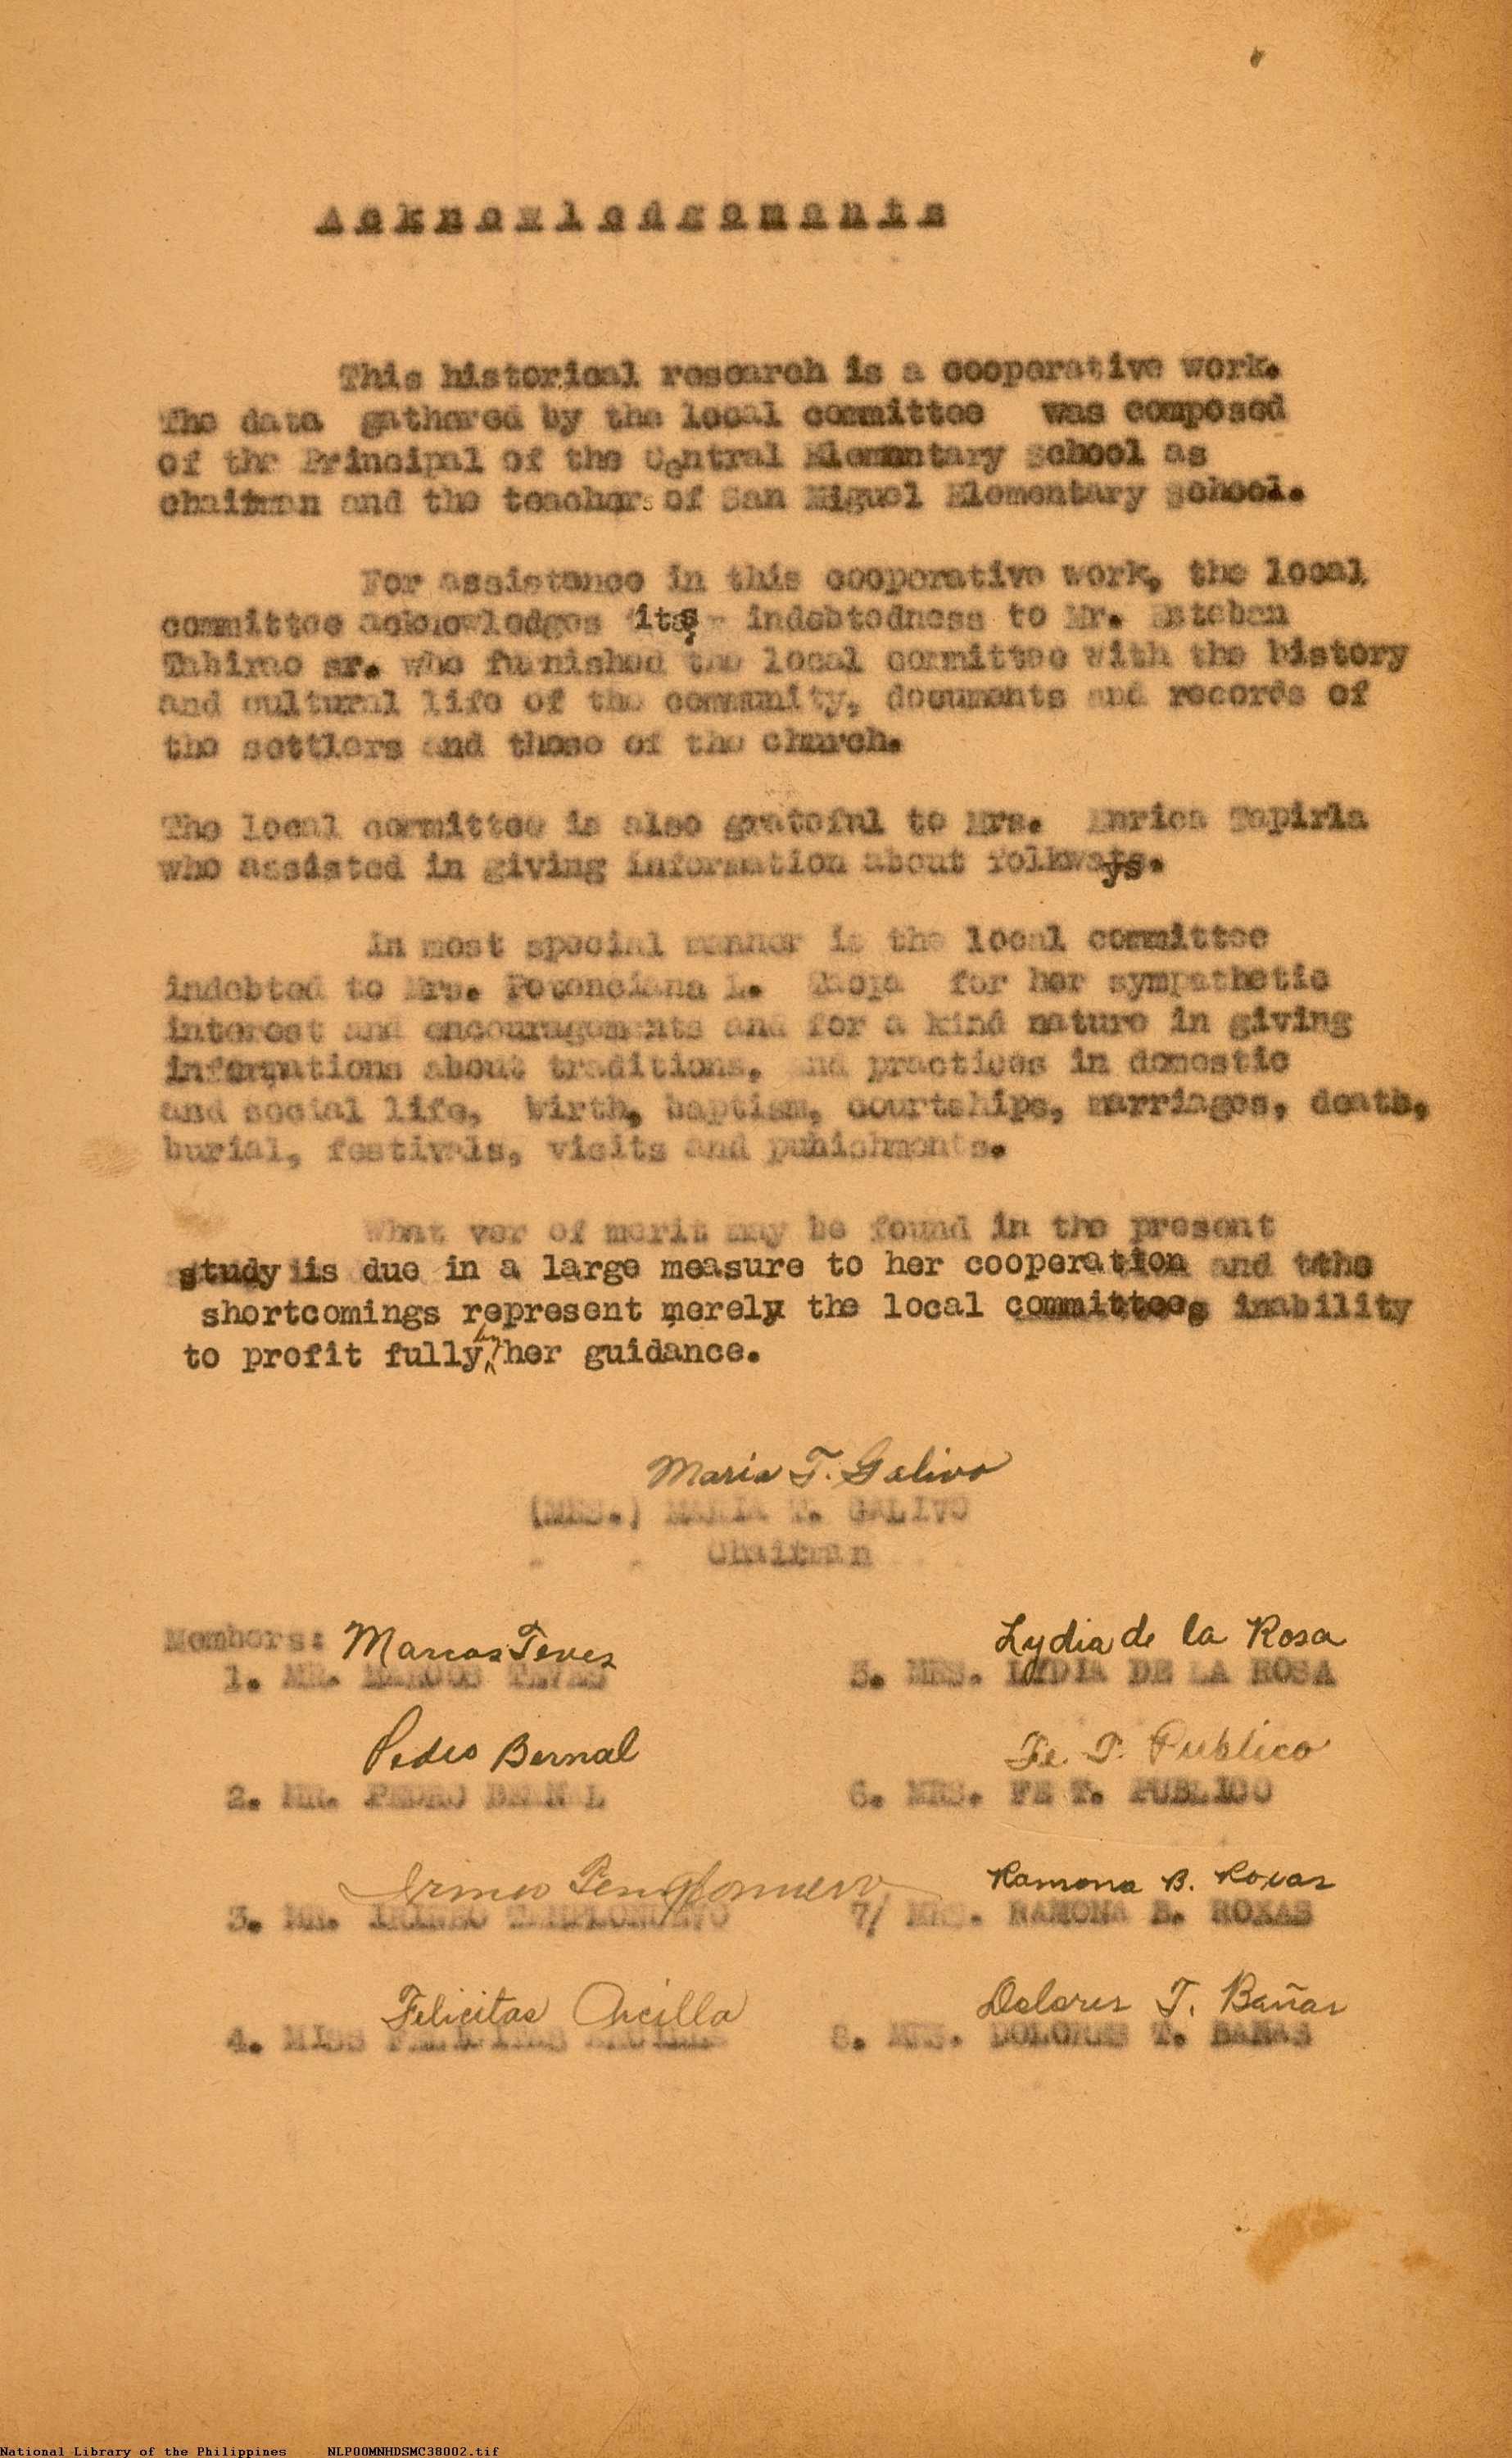 Acknowledgements
This historical research is a cooperative work.
The data gathered by the local committee was composed
of the Principal of the Central Elementary School as
chairman and the teachers of San Miguel Elementary School.
For assistance in this cooperative work, the local
committee acknowledges its indebtedness to Mr. Esteban
sr. who furnished the local committee with the history
and cultural life of the community, documents and records of
the settlers and those of the church.
The local committee is also grateful to Mrs. Enrica Tapirla
who assisted in giving information about folkways.
In most special manner is the local committee
indebted to Mrs. Potenciana L. for her sympathetic
interest and encouragements and for a kind nature in giving
informations about traditions, and practices in domestic
and social life, birth, baptism, courtships, marriages, death,
burial, festivals, visits and punishments.
What ver of merit may be found in the present
study is due in a large measure to her cooperation and the
shortcomings represent merely the local committees inability
to profit fully by her guidance.
Maria T. Galivo
(MRS.) MARIA T. GALIVO
Chairman
Members: Marcos Teves
Lydia de la Rosa
1. MR. MARCOS TEVES
5. MRS. LYDIA DE LA ROSA
Pedro Bernal
Fe T. Publico
2. MR. PEDRO BERNAL
6. MRS. FE T. PUBLICO
Irineo Templonuevo
Ramona B. Roxas
3. MR. IRINEO TEMPLONUEVO
7/ MRS. RAMONA B. ROXAS
Felicitas Arcilla
Dolores T. Bañas
4. MISS FELICITAS ARCILLA
8. MRS. DOLORES T. BANAS
National Library of the Philippines NLP00MNHDSMC38002.tif